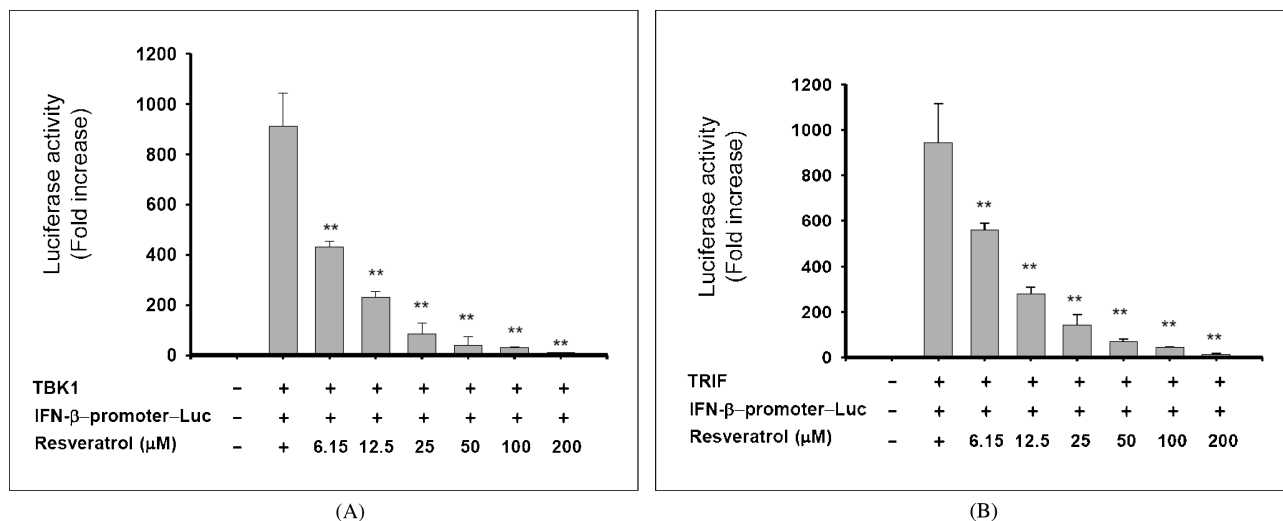 1200
1000
800
600
400
200
0
Luciferase activity
(Fold increase)
**
**
**
**
**
**
TBK1 – + + + + + + +
IFN-β–promoter–Luc – + + + + + + +
Resveratrol (µM) – + 6.15 12.5 25 50 100 200
(A)
1200
1000
800
600
400
200
0
Luciferase activity
(Fold increase)
**
**
**
**
**
**
TRIF – + + + + + + +
IFN-β–promoter–Luc – + + + + + + +
Resveratrol (µM) – + 6.15 12.5 25 50 100 200
(B)